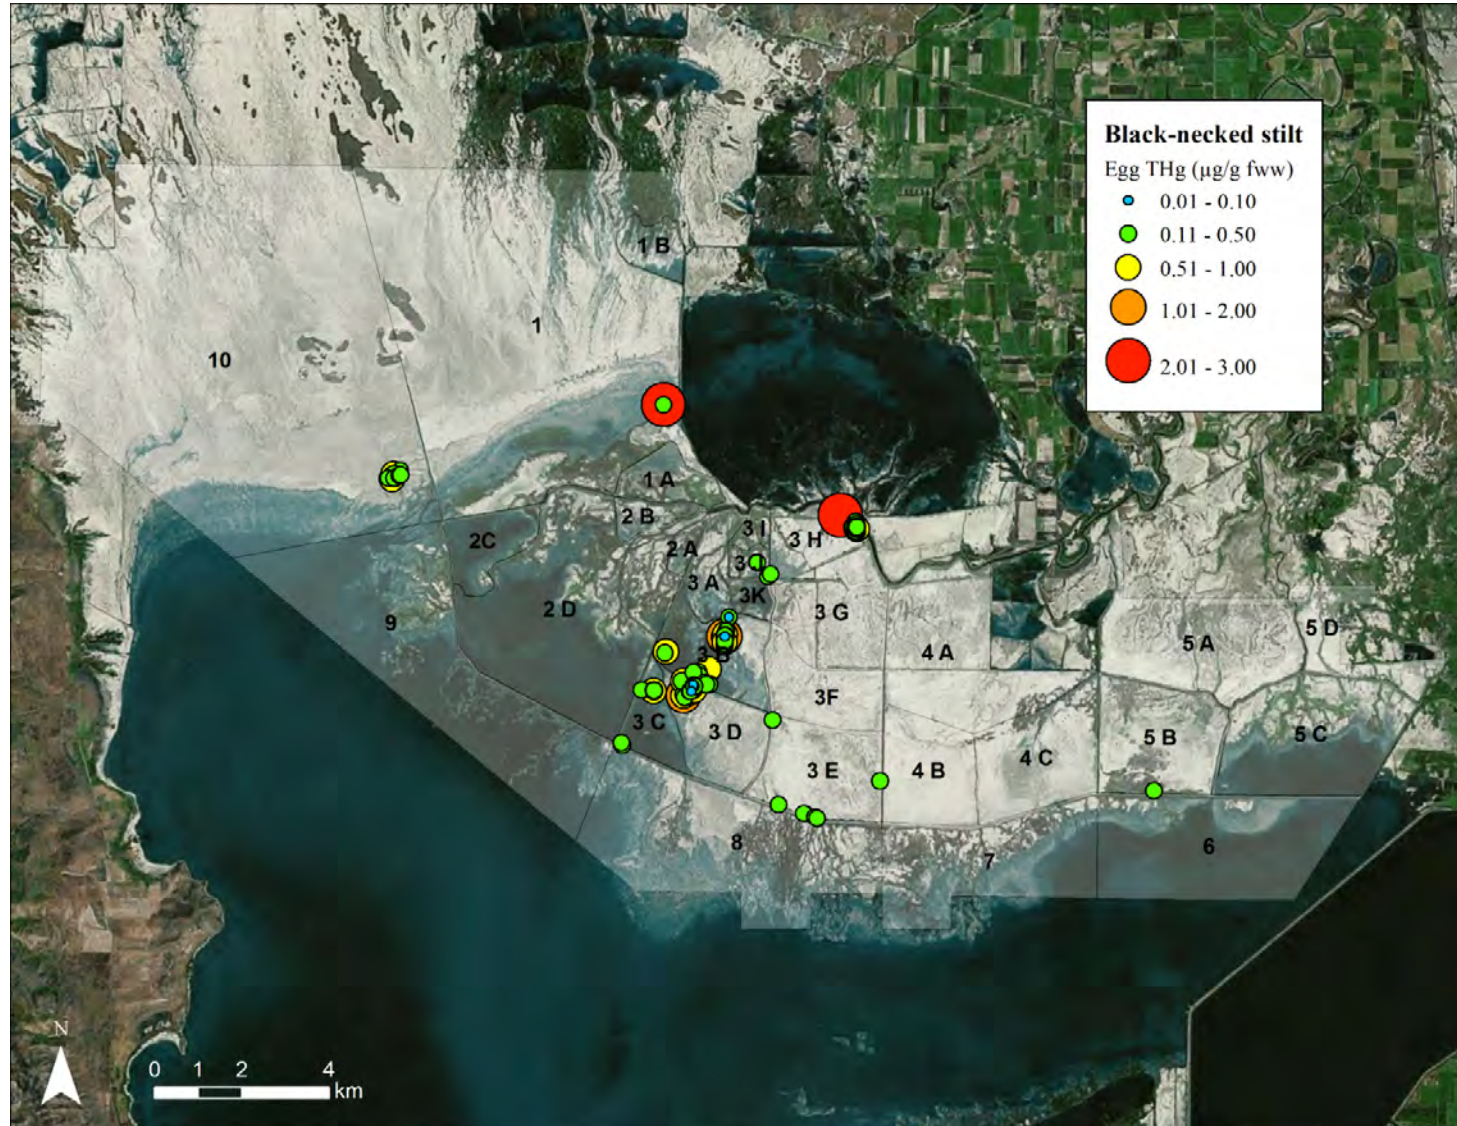 Black-necked stilt
Egg THg (µg/g fww)
0.01 - 0.10
0.11 - 0.50
0.51 - 1.00
1.01 - 2.00
2.01 - 3.00
1 B
1
10
1 A
2 B
2C
3 I
3 H
2 A
3 J
3 A
3K
2 D
9
3 G
5 D
5 A
4 A
3 B
3F
3 C
3 D
5 B
5 C
3 E
4 B
4 C
8
7
6
N
0 1 2 4
km